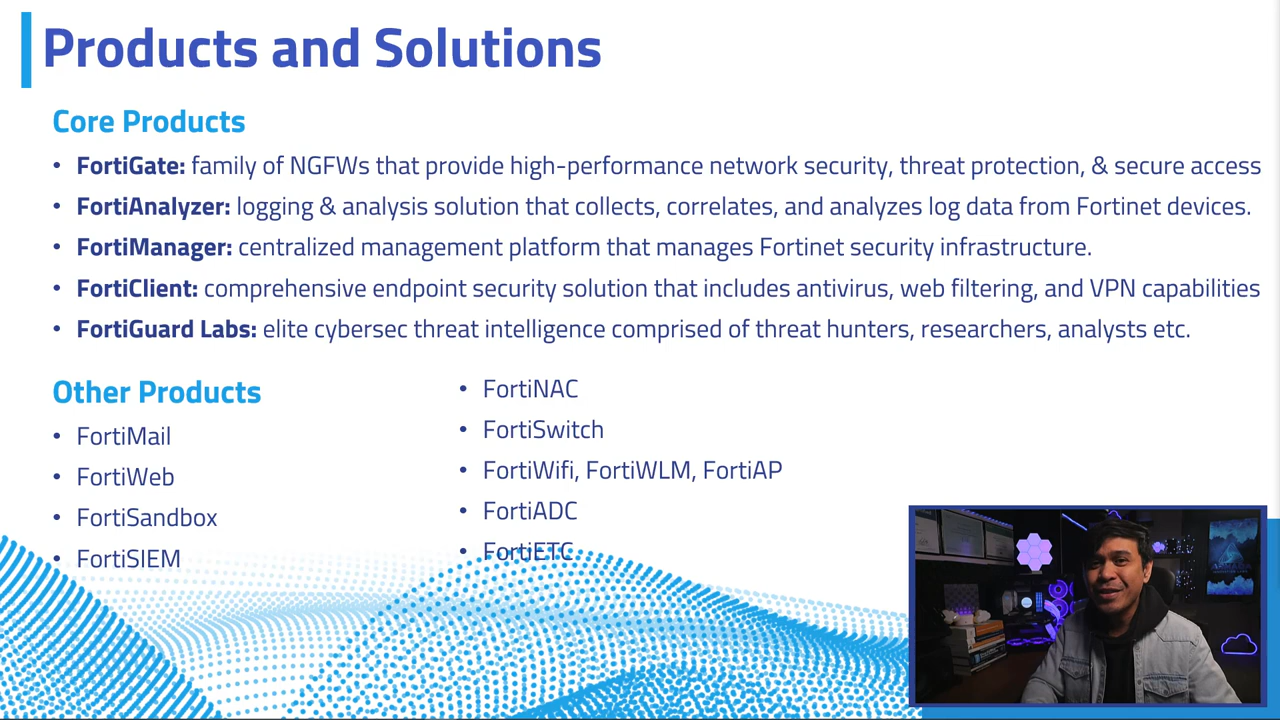 Products and Solutions
Core Products
• FortiGate: family of NGFWs that provide high-performance network security, threat protection, & secure access
• FortiAnalyzer: logging & analysis solution that collects, correlates, and analyzes log data from Fortinet devices.
• FortiManager: centralized management platform that manages Fortinet security infrastructure.
• FortiClient: comprehensive endpoint security solution that includes antivirus, web filtering, and VPN capabilities
• FortiGuard Labs: elite cybersec threat intelligence comprised of threat hunters, researchers, analysts etc.
Other Products
• FortiMail
• FortiWeb
• FortiSandbox
• FortiSIEM
• FortiNAC
• FortiSwitch
• FortiWifi, FortiWLM, FortiAP
• FortiADC
• FortiETC